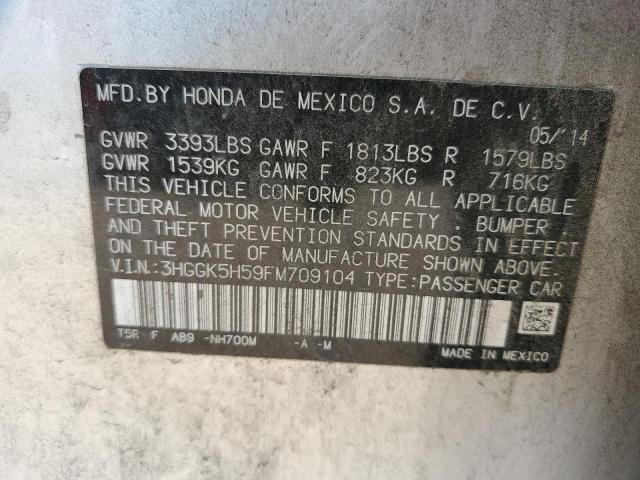 MFD.BY HONDA DE MEXICO S.A. DE C.V.
05/'14
GVWR 3393LBS GAWR F 1813LBS R 1579LBS
GVWR 1539KG GAWR F 823KG R 716KG
THIS VEHICLE CONFORMS TO ALL APPLICABLE
FEDERAL MOTOR VEHICLE SAFETY , BUMPER ,
AND THEFT PREVENTION STANDARDS IN EFFECT
ON THE DATE OF MANUFACTURE SHOWN ABOVE.
V.I.N.:3HGGK5H59FM709104 TYPE:PASSENGER CAR
T5R F AB9 -NH700M -A -M
MADE IN MEXICO